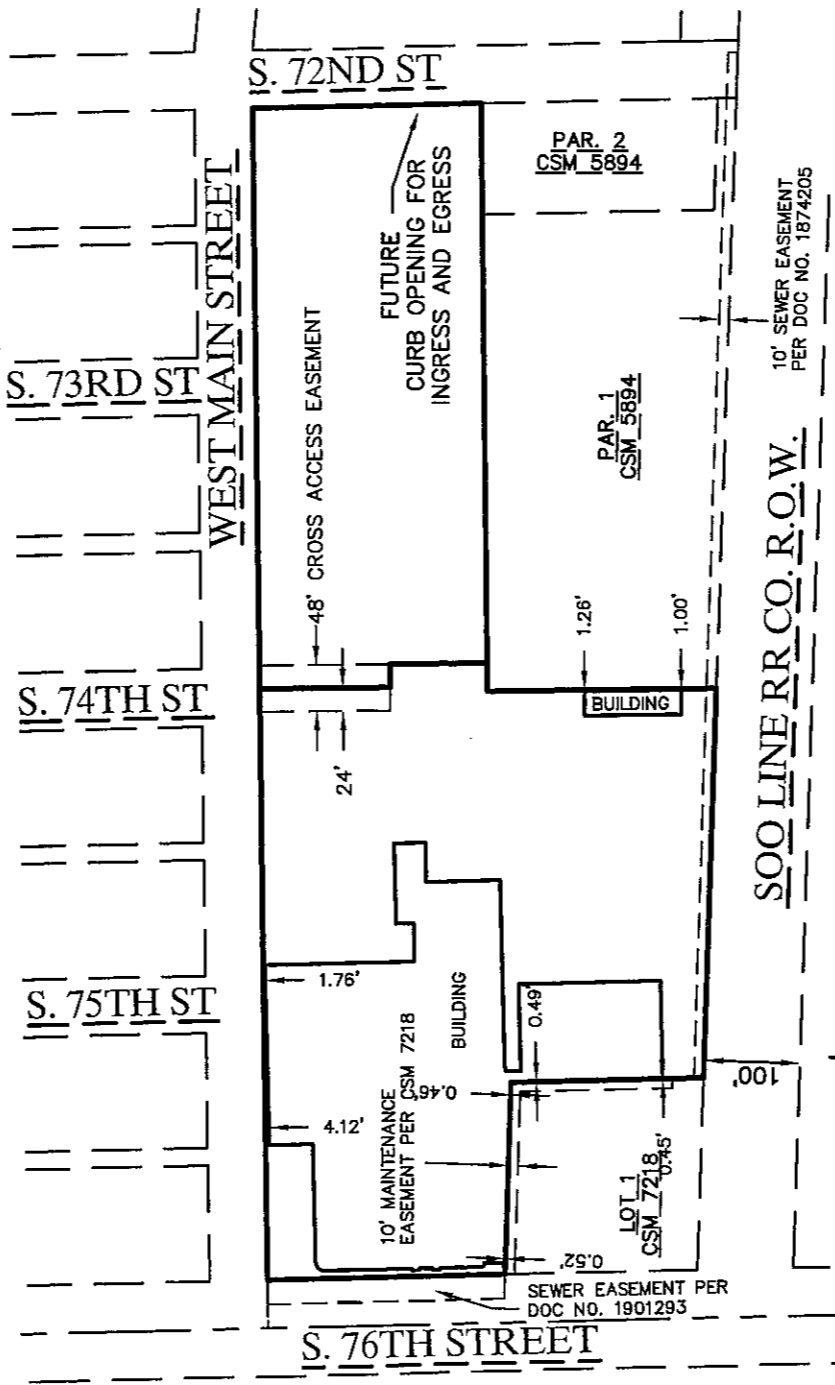 S. 72ND ST
PAR. 2
CSM 5894
FUTURE
CURB OPENING FOR
INGRESS AND EGRESS
WEST MAIN STREET
10' SEWER EASEMENT
PER DOC NO. 1874205
S. 73RD ST
48' CROSS ACCESS EASEMENT
PAR. 1
CSM 5894
SOO LINE RR CO. R.O.W.
1.26'
1.00'
S. 74TH ST
BUILDING
24'
1.76'
S. 75TH ST
BUILDING
0.49'
100'
10' MAINTENANCE
EASEMENT PER CSM 7218
0.46'
4.12'
LOT 1
CSM 7218
0.45'
0.52'
SEWER EASEMENT PER
DOC NO. 1901293
S. 76TH STREET